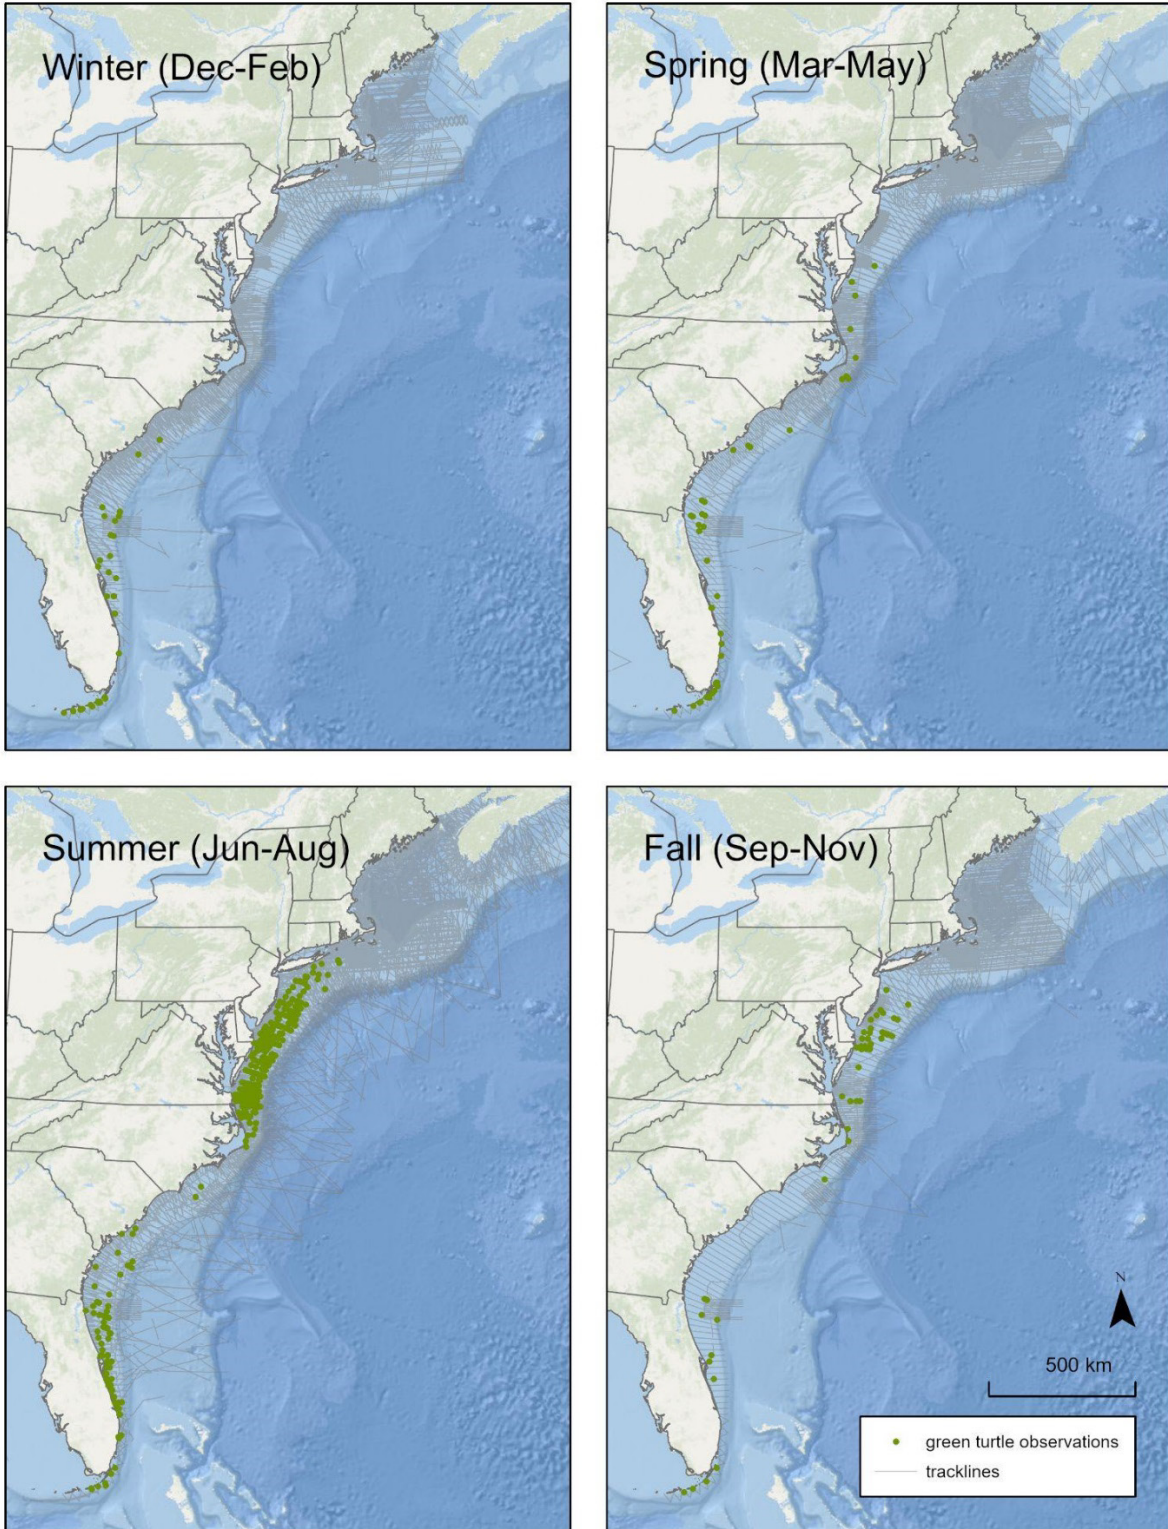 Winter (Dec-Feb)
Spring (Mar-May)
Summer (Jun-Aug)
Fall (Sep-Nov)
N
500 km
green turtle observations
tracklines